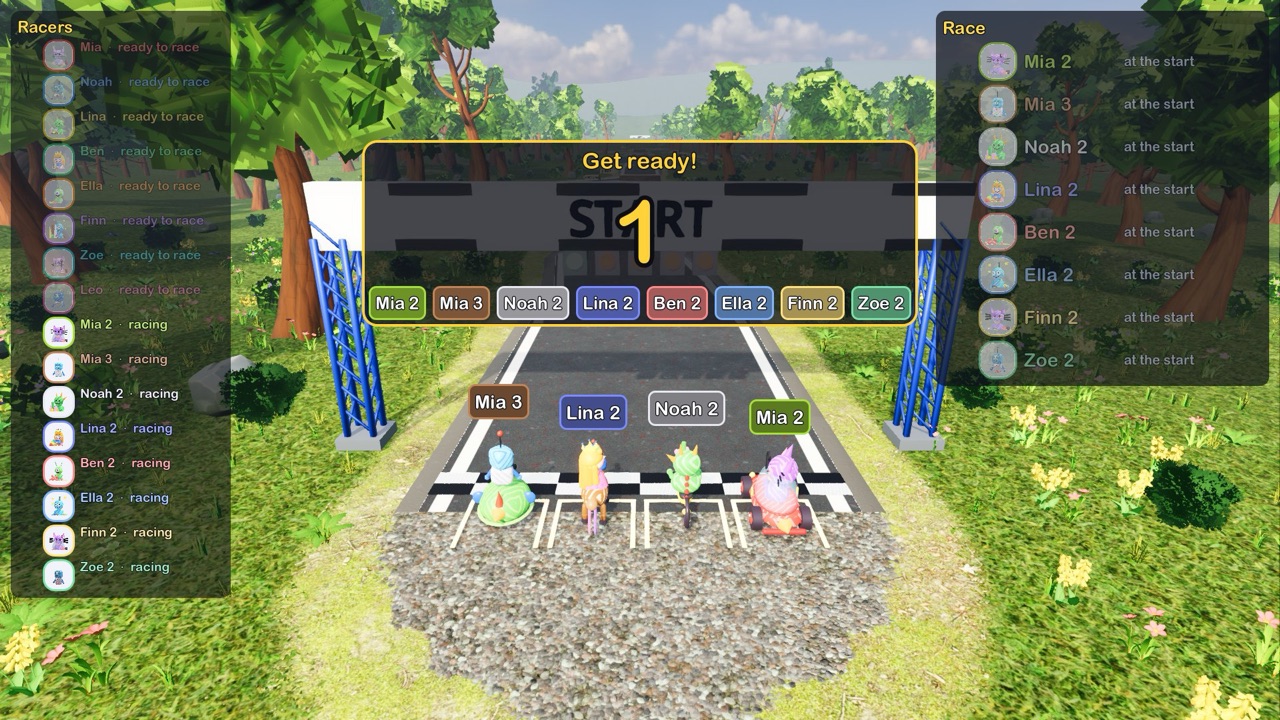 Racers
Mia · ready to race
Noah · ready to race
Lina · ready to race
Ben · ready to race
Ella · ready to race
Finn · ready to race
Zoe · ready to race
Leo · ready to race
Mia 2 · racing
Mia 3 · racing
Noah 2 · racing
Lina 2 · racing
Ben 2 · racing
Ella 2 · racing
Finn 2 · racing
Zoe 2 · racing
Get ready!
START
1
Mia 2 Mia 3 Noah 2 Lina 2 Ben 2 Ella 2 Finn 2 Zoe 2
Mia 3 Lina 2 Noah 2 Mia 2
Race
Mia 2 at the start
Mia 3 at the start
Noah 2 at the start
Lina 2 at the start
Ben 2 at the start
Ella 2 at the start
Finn 2 at the start
Zoe 2 at the start